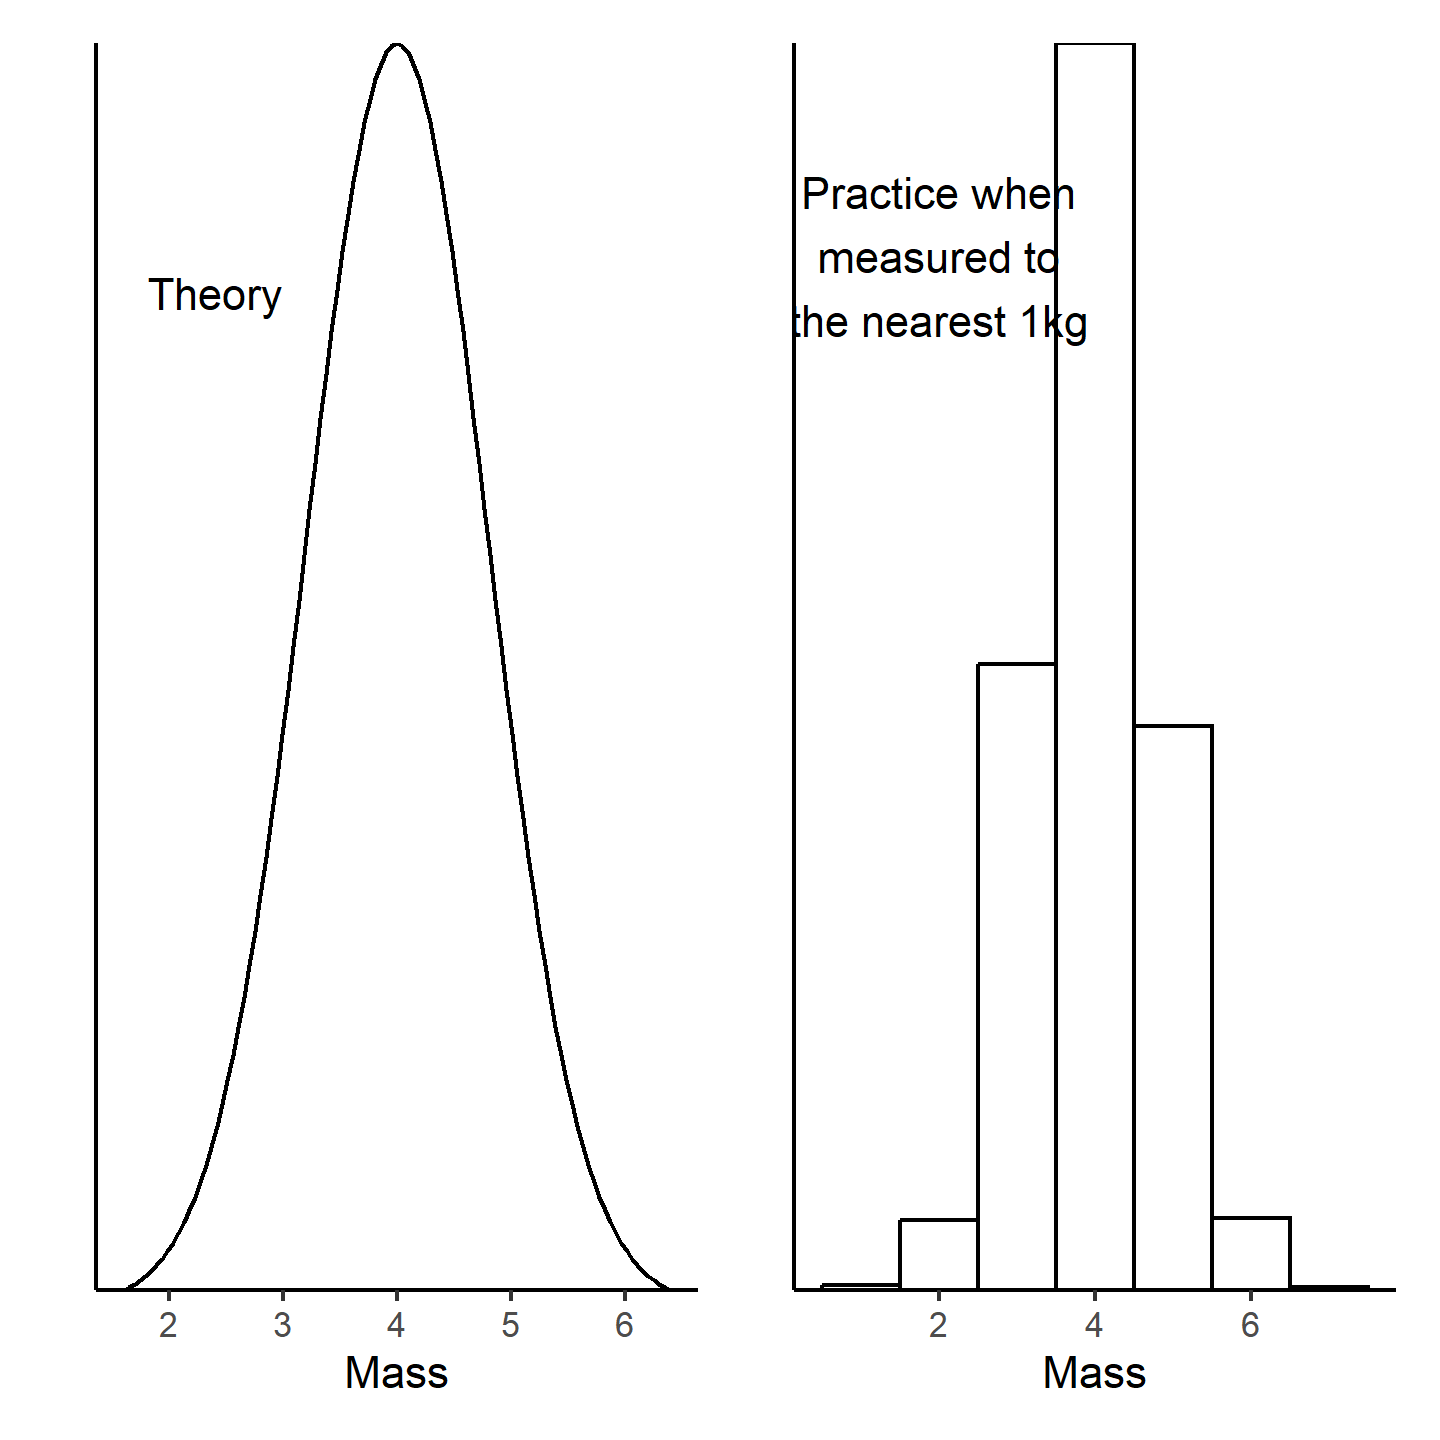 Theory
2 3 4 5 6
Mass
Practice when
measured to
the nearest 1kg
2 4 6
Mass